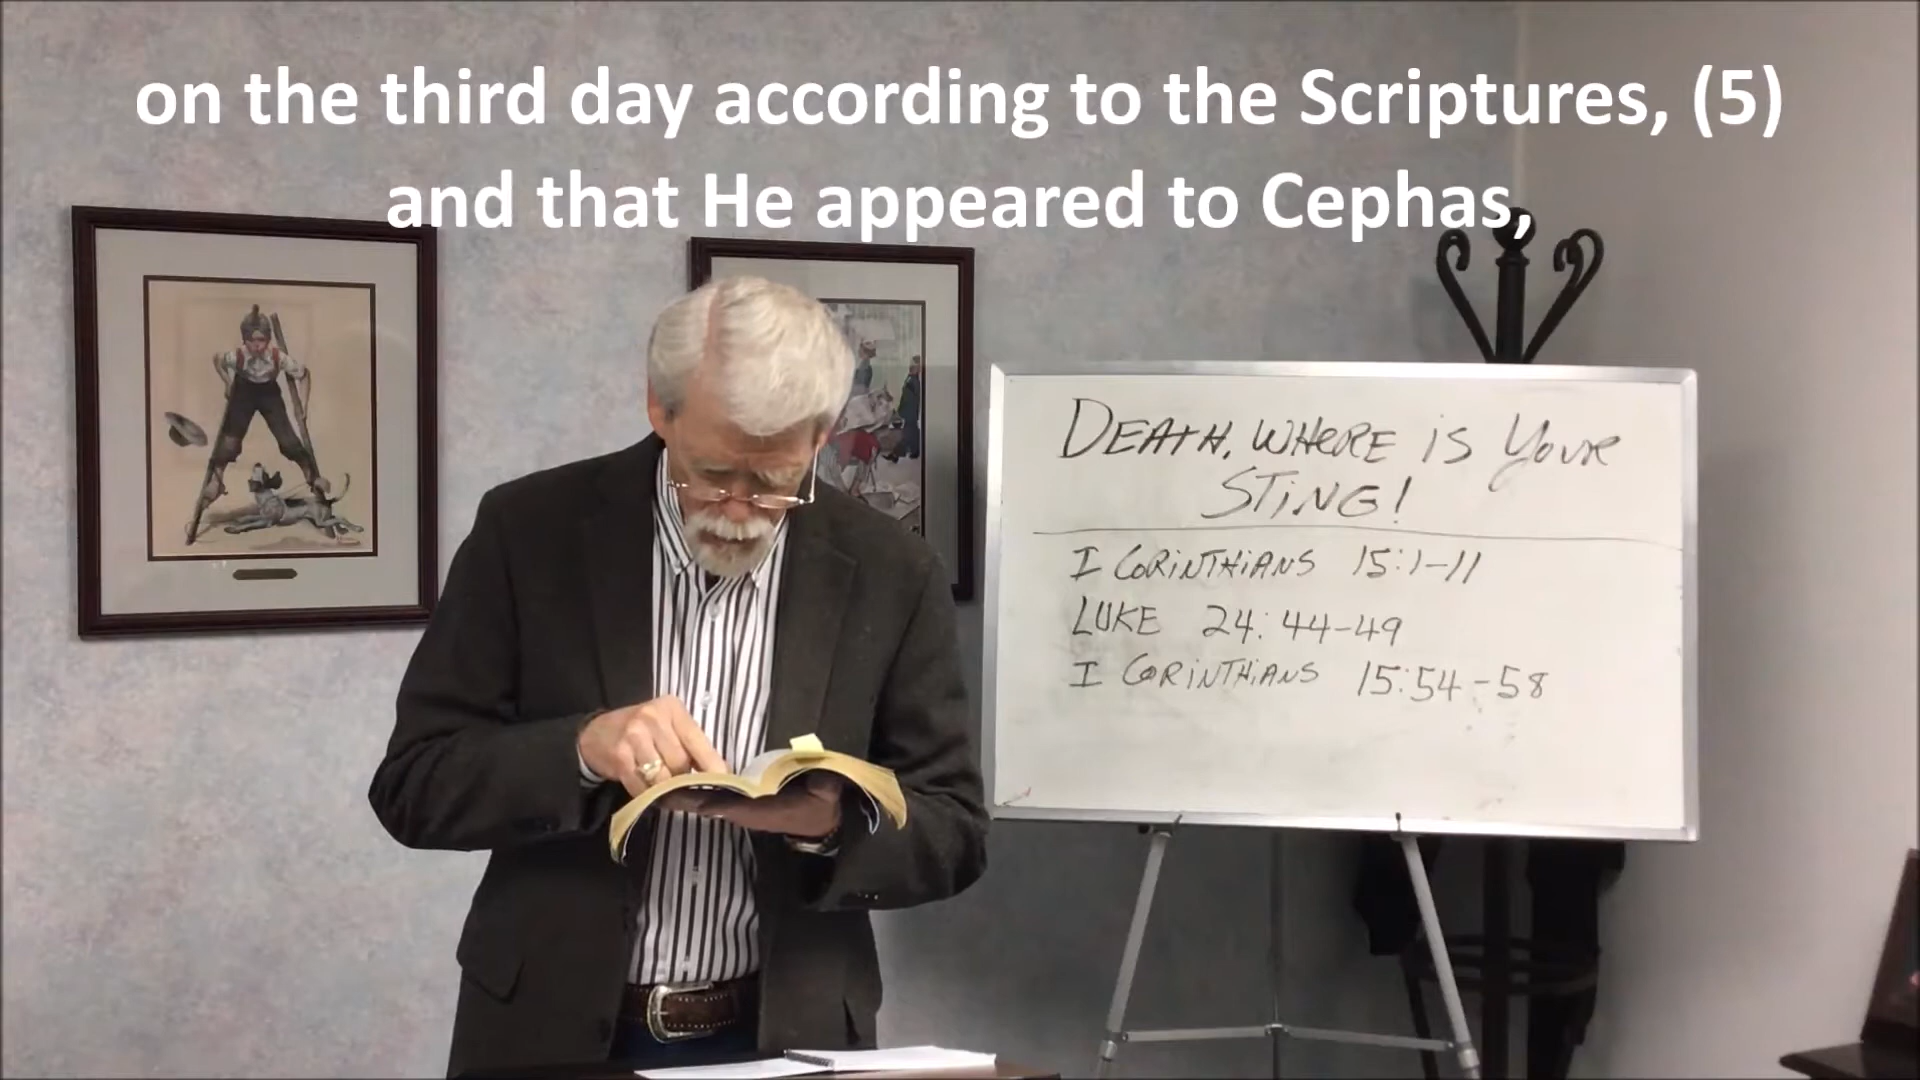 on the third day according to the Scriptures, (5)
and that He appeared to Cephas,
DEATH, WHERE iS YOUR
STiNG!
I CORiNTHiANS 15:1-11
LUKE 24:44-49
I CORiNTHiANS 15:54-58